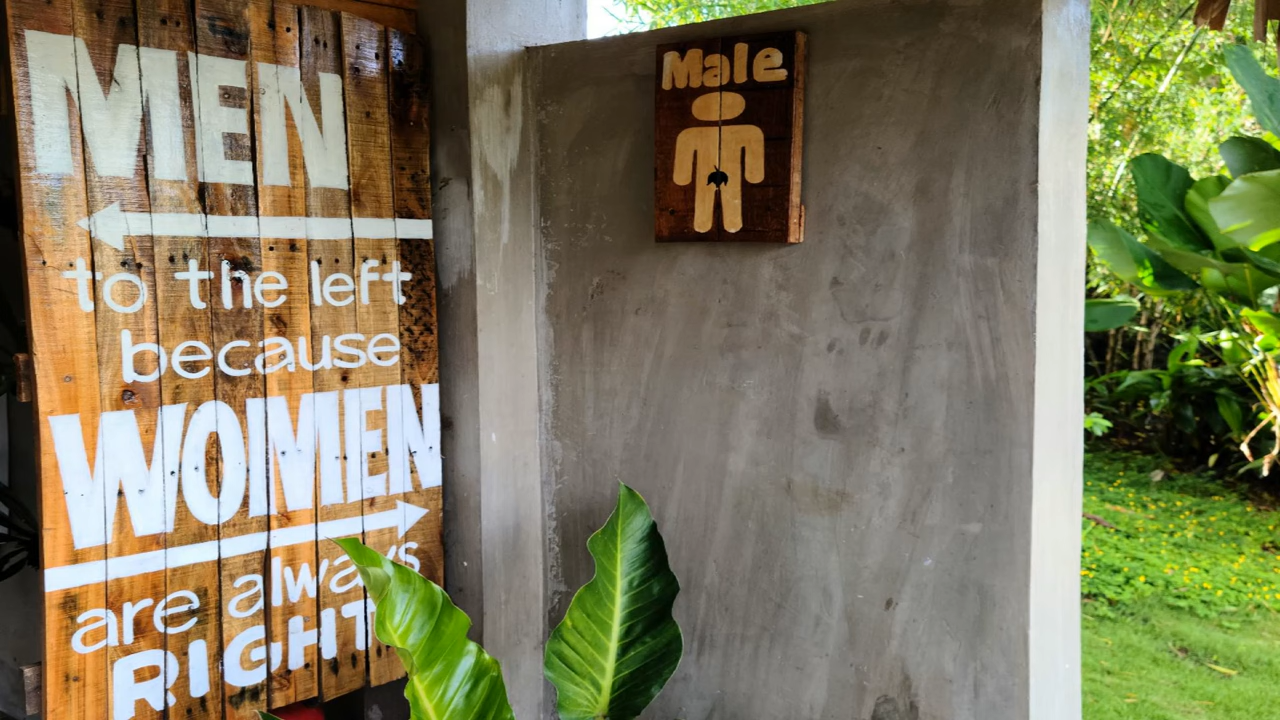 MEN
to the left
because
WOMEN
are always
RIGHT
Male